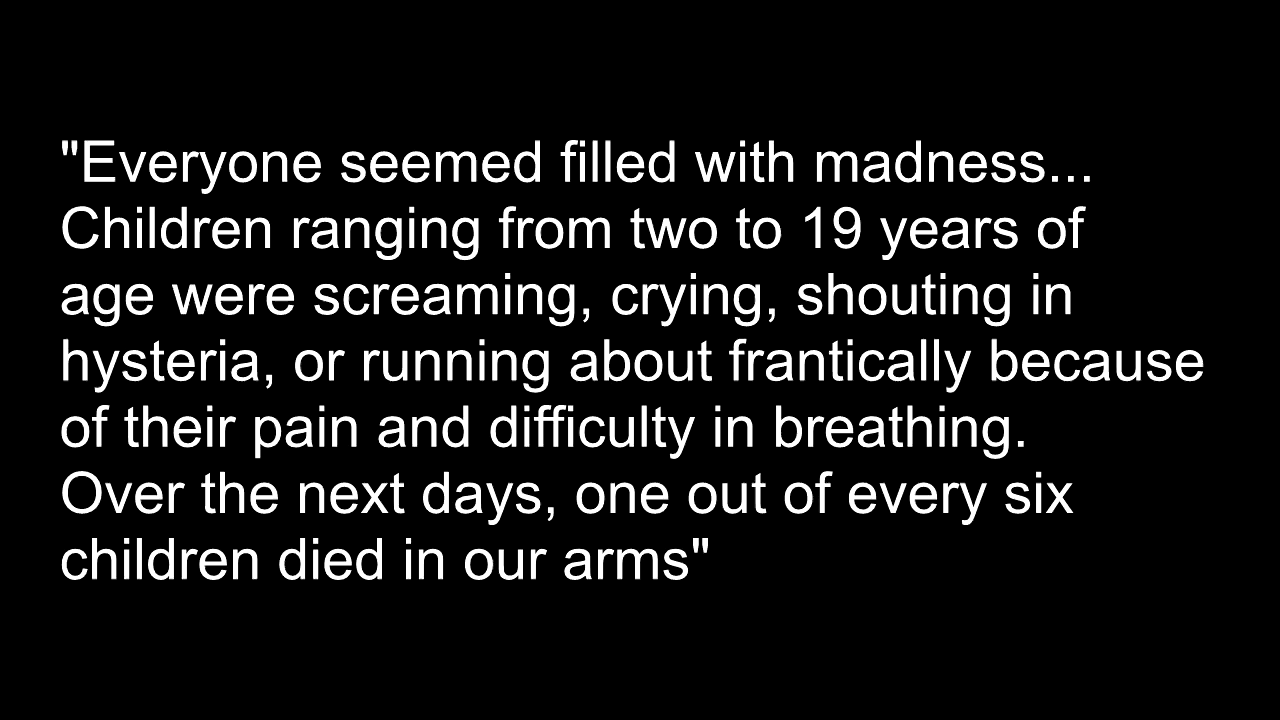 "Everyone seemed filled with madness...
Children ranging from two to 19 years of
age were screaming, crying, shouting in
hysteria, or running about frantically because
of their pain and difficulty in breathing.
Over the next days, one out of every six
children died in our arms"